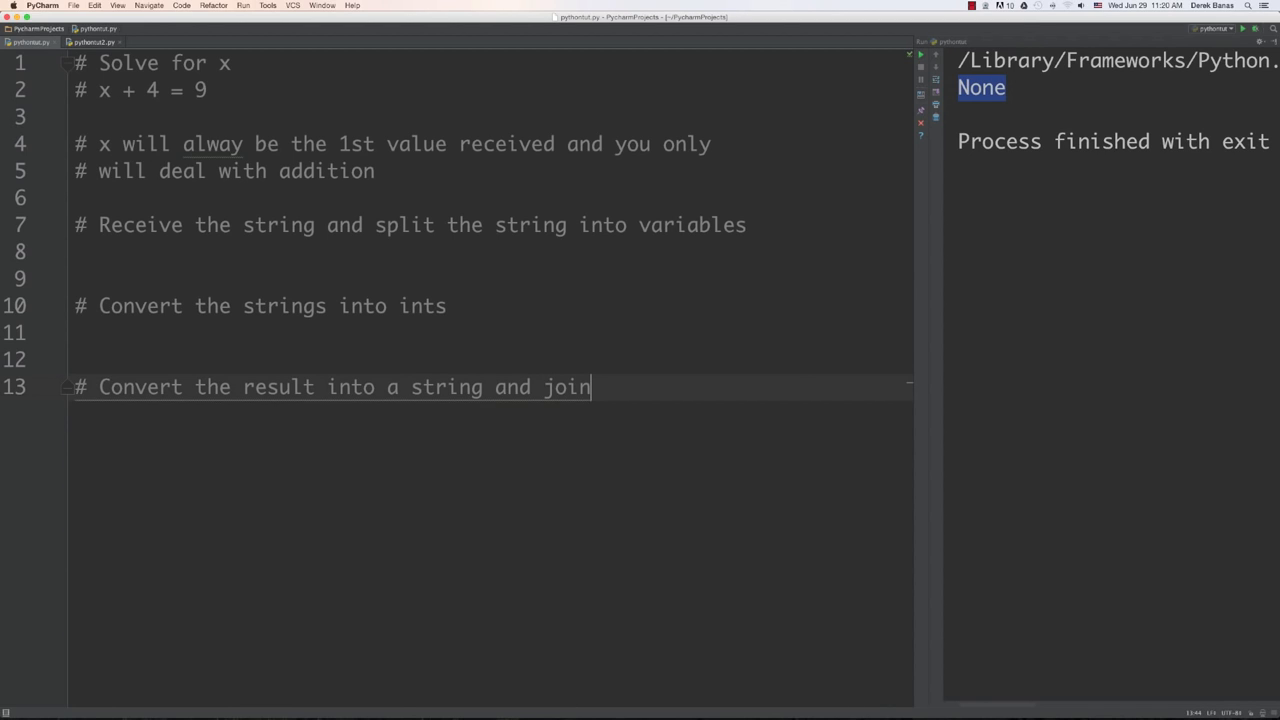 PyCharm File Edit View Navigate Code Refactor Run Tools VCS Window Help
10 Wed Jun 29 11:20 AM Derek Banas
pythontut.py - PycharmProjects - [~/PycharmProjects]
PycharmProjects pythontut.py pythontut
pythontut.py pythontut2.py Run pythontut
1 # Solve for x
2 # x + 4 = 9
3
4 # x will alway be the 1st value received and you only
5 # will deal with addition
6
7 # Receive the string and split the string into variables
8
9
10 # Convert the strings into ints
11
12
13 # Convert the result into a string and join
/Library/Frameworks/Python.
None
Process finished with exit
13:44 LF UTF-8